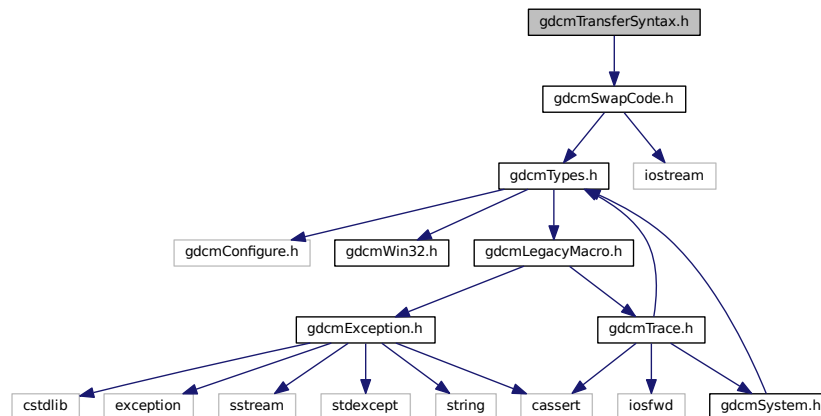 gdcmTransferSyntax.h
gdcmSwapCode.h
gdcmTypes.h
iostream
gdcmConfigure.h
gdcmWin32.h
gdcmLegacyMacro.h
gdcmException.h
gdcmTrace.h
cstdlib
exception
sstream
stdexcept
string
cassert
iosfwd
gdcmSystem.h